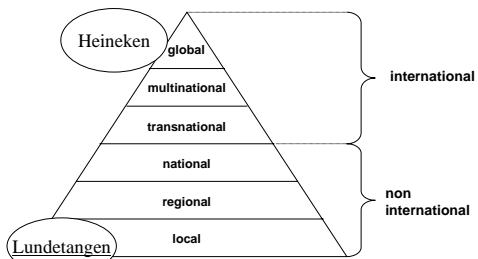 Heineken
global
multinational
international
transnational
national
regional
non
international
local
Lundetangen